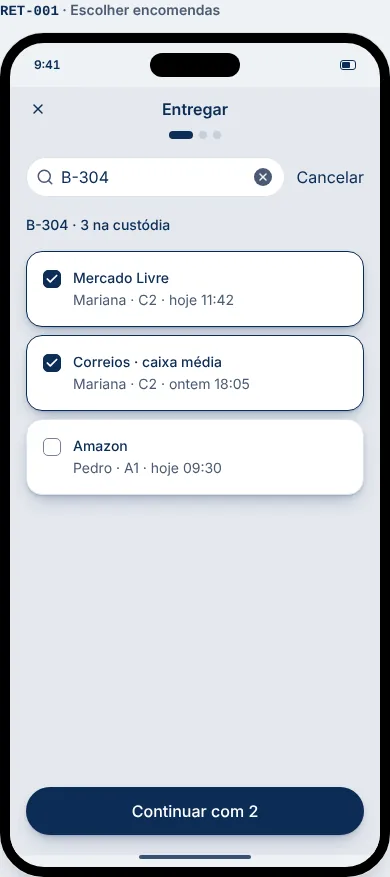 RET-001 · Escolher encomendas
9:41
Entregar
B-304
Cancelar
B-304 · 3 na custódia
Mercado Livre
Mariana · C2 · hoje 11:42
Correios · caixa média
Mariana · C2 · ontem 18:05
Amazon
Pedro · A1 · hoje 09:30
Continuar com 2